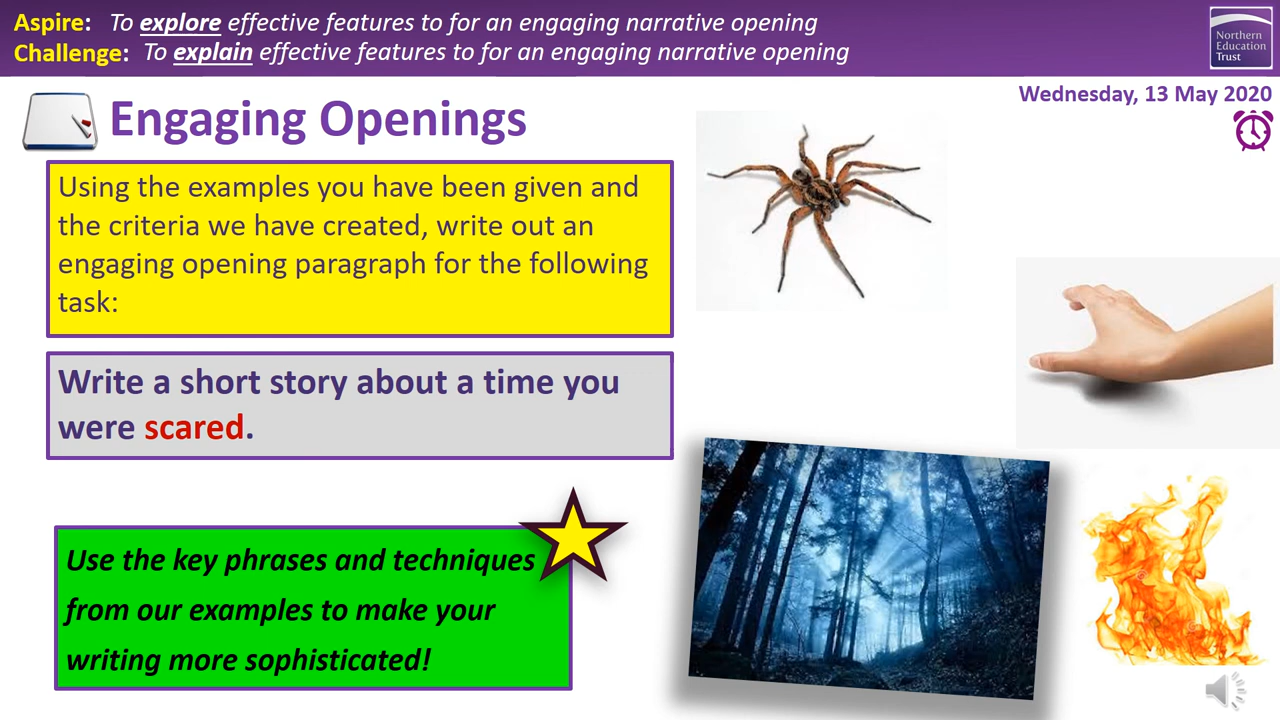 Aspire: To explore effective features to for an engaging narrative opening
Challenge: To explain effective features to for an engaging narrative opening
Northern
Education
Trust
Wednesday, 13 May 2020
Engaging Openings
Using the examples you have been given and
the criteria we have created, write out an
engaging opening paragraph for the following
task:
Write a short story about a time you
were scared.
Use the key phrases and techniques
from our examples to make your
writing more sophisticated!